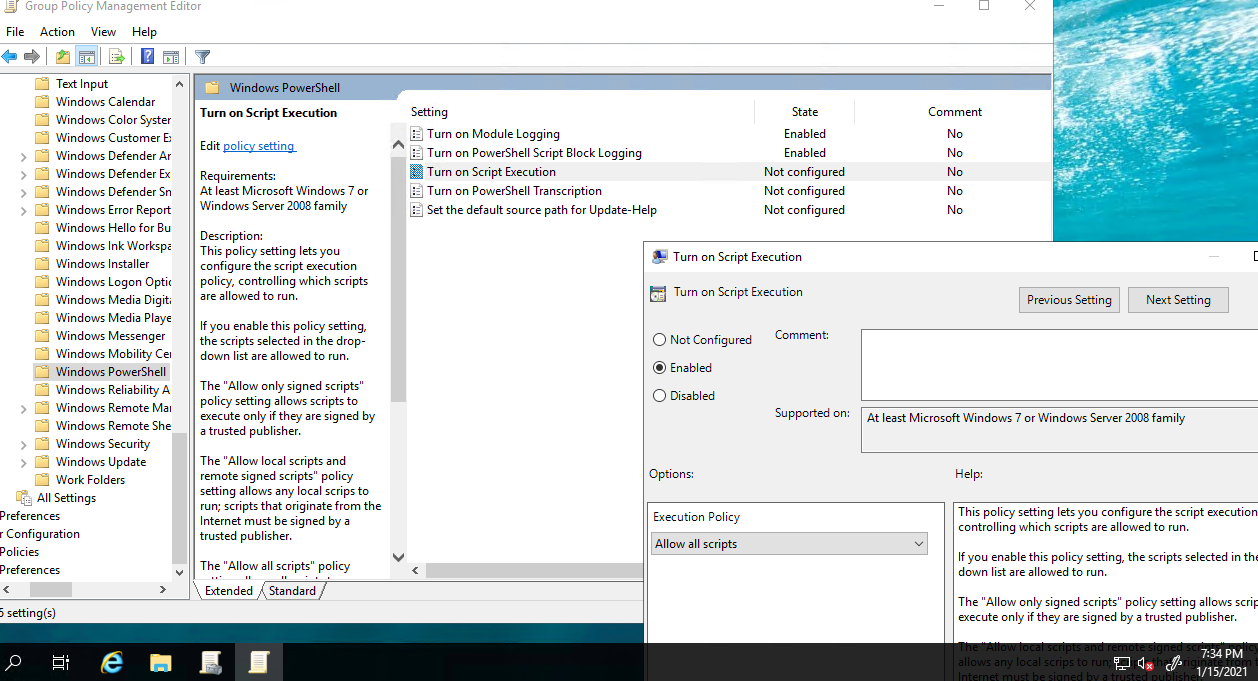 Group Policy Management Editor
File Action View Help
Text Input
Windows Calendar
Windows Color System
Windows Customer Ex
Windows Defender An
Windows Defender Ex
Windows Defender Sn
Windows Error Report
Windows Hello for Bu
Windows Ink Workspa
Windows Installer
Windows Logon Optic
Windows Media Digita
Windows Media Playe
Windows Messenger
Windows Mobility Cer
Windows PowerShell
Windows Reliability A
Windows Remote Mar
Windows Remote She
Windows Security
Windows Update
Work Folders
All Settings
Preferences
r Configuration
Policies
Preferences
Windows PowerShell
Turn on Script Execution
Edit policy setting
Requirements:
At least Microsoft Windows 7 or
Windows Server 2008 family
Description:
This policy setting lets you
configure the script execution
policy, controlling which scripts
are allowed to run.
If you enable this policy setting,
the scripts selected in the drop-
down list are allowed to run.
The "Allow only signed scripts"
policy setting allows scripts to
execute only if they are signed by
a trusted publisher.
The "Allow local scripts and
remote signed scripts" policy
setting allows any local scrips to
run; scripts that originate from the
Internet must be signed by a
trusted publisher.
The "Allow all scripts" policy
Setting State Comment
Turn on Module Logging Enabled No
Turn on PowerShell Script Block Logging Enabled No
Turn on Script Execution Not configured No
Turn on PowerShell Transcription Not configured No
Set the default source path for Update-Help Not configured No
Extended Standard
5 setting(s)
Turn on Script Execution
Turn on Script Execution
Previous Setting Next Setting
Not Configured
Enabled
Disabled
Comment:
Supported on:
At least Microsoft Windows 7 or Windows Server 2008 family
Options:
Help:
Execution Policy
Allow all scripts
This policy setting lets you configure the script execution
controlling which scripts are allowed to run.
If you enable this policy setting, the scripts selected in the
down list are allowed to run.
The "Allow only signed scripts" policy setting allows scrip
execute only if they are signed by a trusted publisher.
The "Allow local scripts and remote signed scripts" policy
allows any local scrips to run; scripts that originate from the
Internet must be signed by a trusted publisher.
7:34 PM
1/15/2021